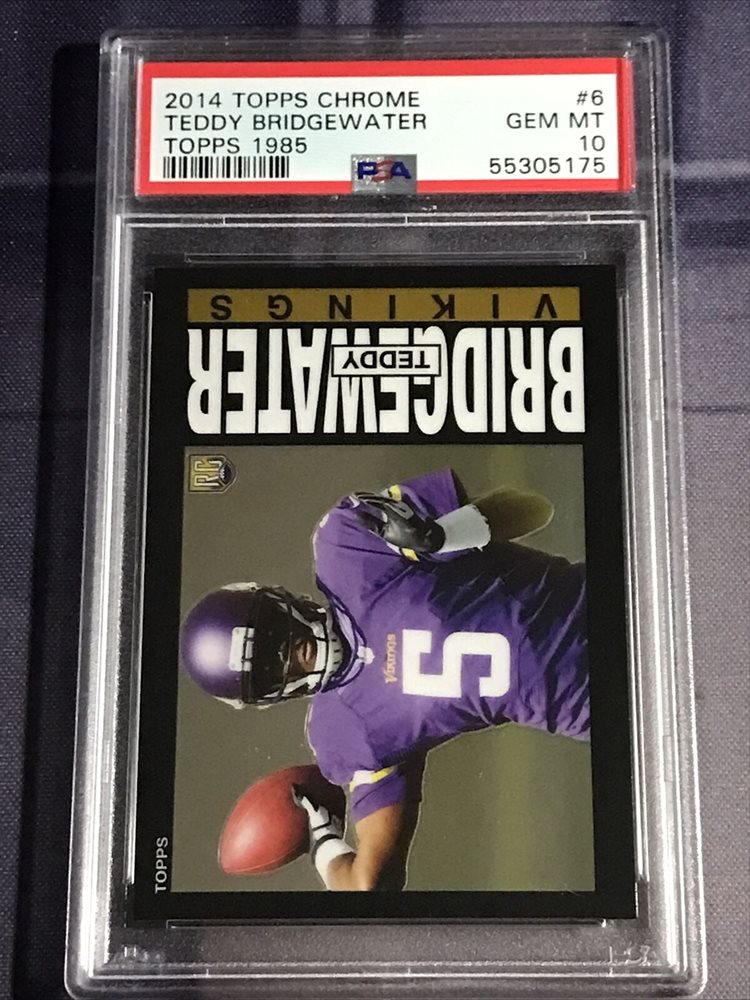 2014 TOPPS CHROME #6
TEDDY BRIDGEWATER GEM MT
TOPPS 1985 10
PSA 55305175
VIKINGS
BRIDGEWATER
TEDDY
RC
VIKINGS
5
TOPPS